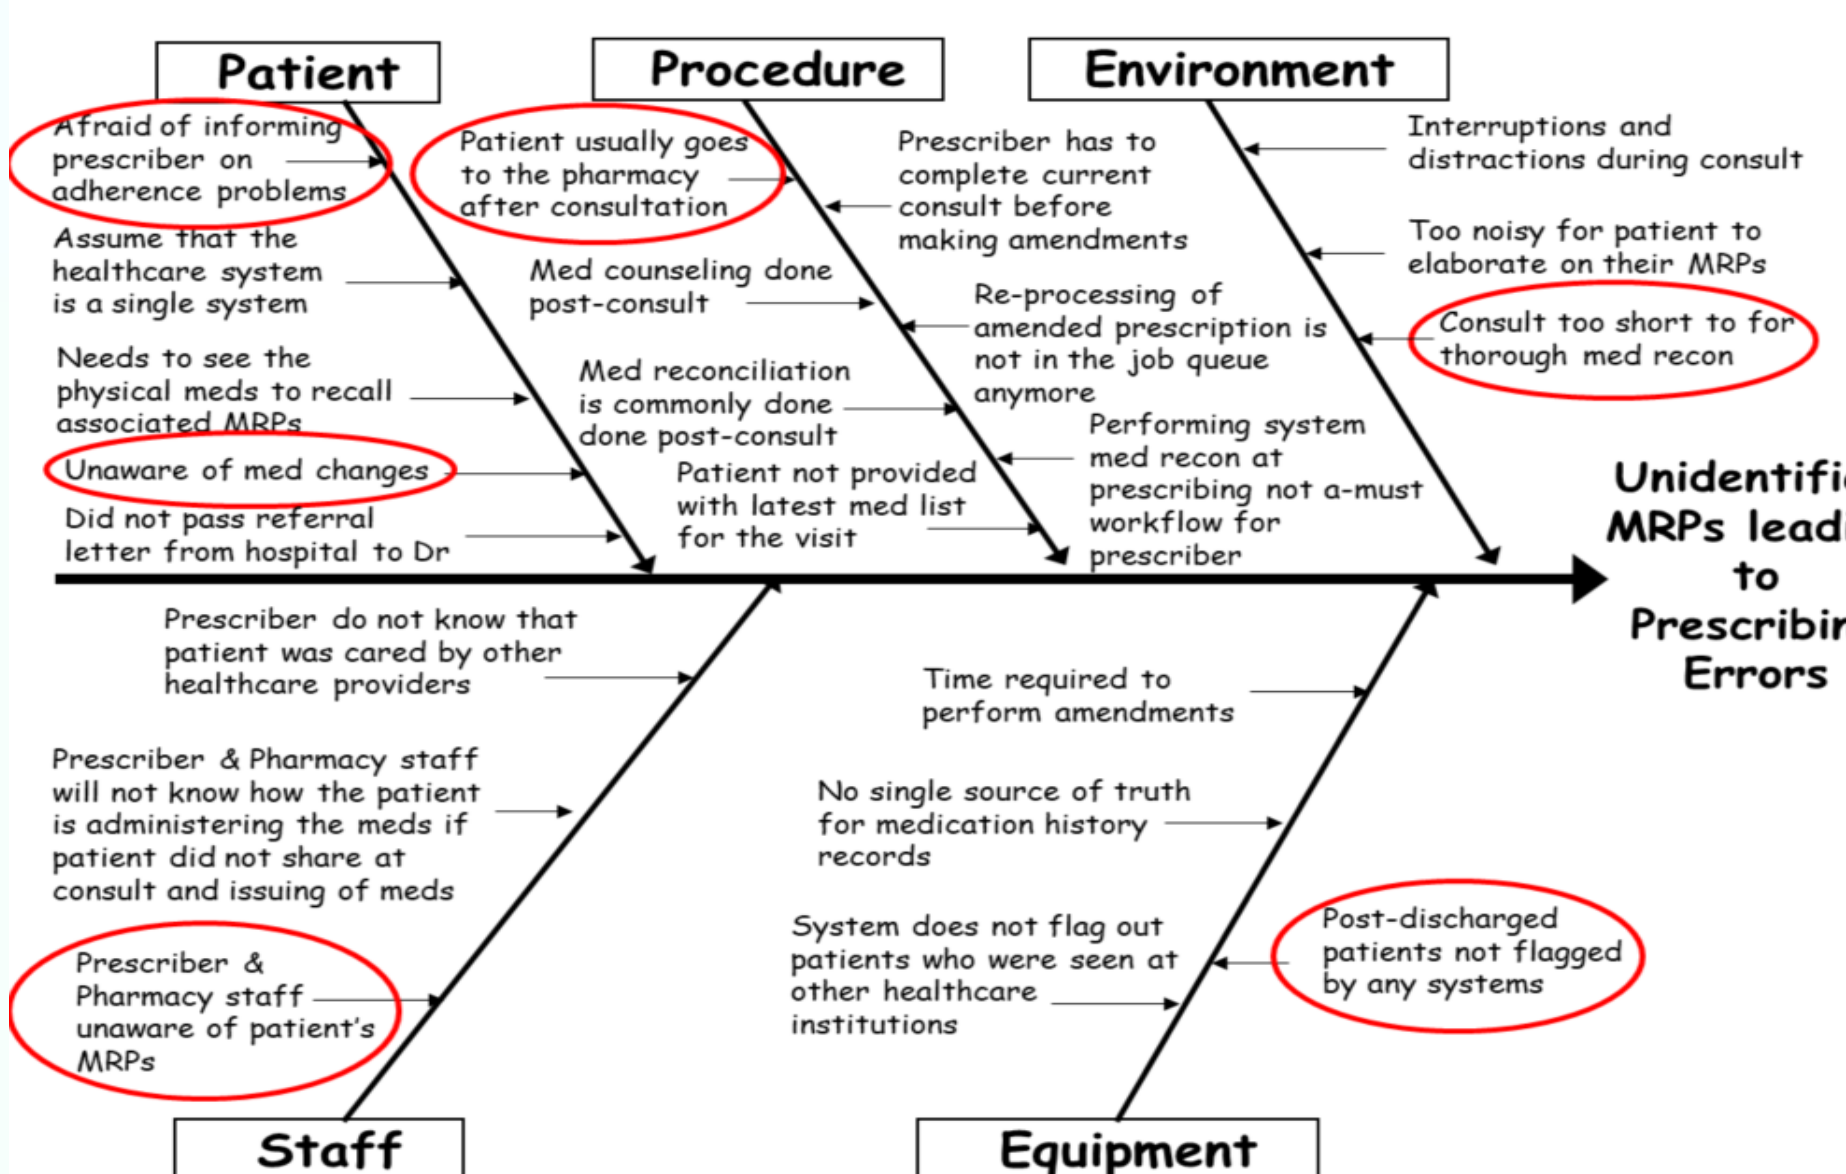 Patient
Afraid of informing
prescriber on
adherence problems
Assume that the
healthcare system
is a single system
Needs to see the
physical meds to recall
associated MRPs
Unaware of med changes
Did not pass referral
letter from hospital to Dr
Procedure
Patient usually goes
to the pharmacy
after consultation
Med counseling done
post-consult
Med reconciliation
is commonly done
done post-consult
Patient not provided
with latest med list
for the visit
Prescriber has to
complete current
consult before
making amendments
Re-processing of
amended prescription is
not in the job queue
anymore
Performing system
med recon at
prescribing not a-must
workflow for
prescriber
Environment
Interruptions and
distractions during consult
Too noisy for patient to
elaborate on their MRPs
Consult too short to for
thorough med recon
MRPs
to
Errors
Prescriber do not know that
patient was cared by other
healthcare providers
Prescriber & Pharmacy staff
will not know how the patient
is administering the meds if
patient did not share at
consult and issuing of meds
Prescriber &
Pharmacy staff
unaware of patient's
MRPs
Staff
Time required to
perform amendments
No single source of truth
for medication history
records
System does not flag out
patients who were seen at
other healthcare
institutions
Post-discharged
patients not flagged
by any systems
Equipment